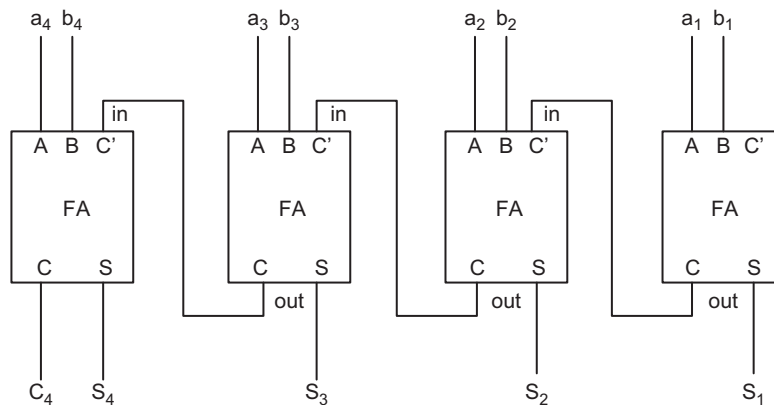 a4 b4 a3 b3 a2 b2 a1 b1
in in in
A B C’ A B C’ A B C’ A B C’
FA FA FA FA
C S C S C S C S
out out out
C4 S4 S3 S2 S1